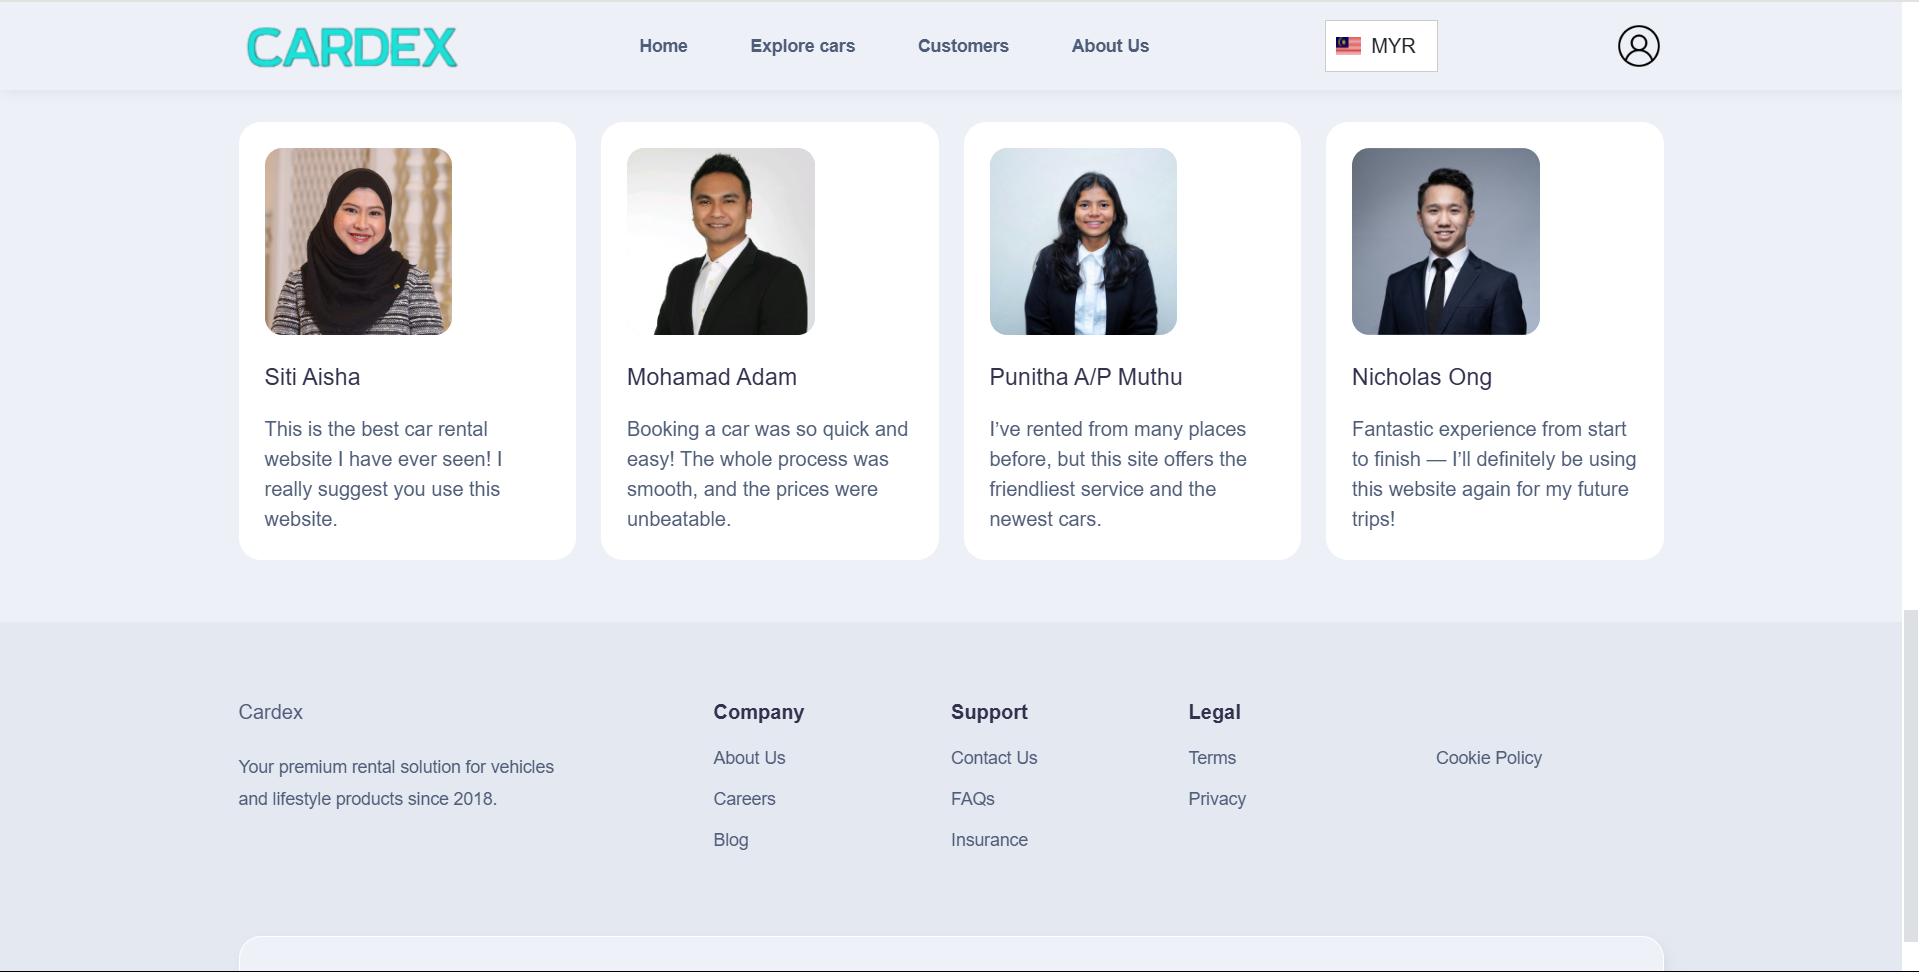 CARDEX
Home
Explore cars
Customers
About Us
MYR
Siti Aisha
This is the best car rental
website I have ever seen! I
really suggest you use this
website.
Mohamad Adam
Booking a car was so quick and
easy! The whole process was
smooth, and the prices were
unbeatable.
Punitha A/P Muthu
I’ve rented from many places
before, but this site offers the
friendliest service and the
newest cars.
Nicholas Ong
Fantastic experience from start
to finish — I’ll definitely be using
this website again for my future
trips!
Cardex
Your premium rental solution for vehicles
and lifestyle products since 2018.
Company
About Us
Careers
Blog
Support
Contact Us
FAQs
Insurance
Legal
Terms
Privacy
Cookie Policy